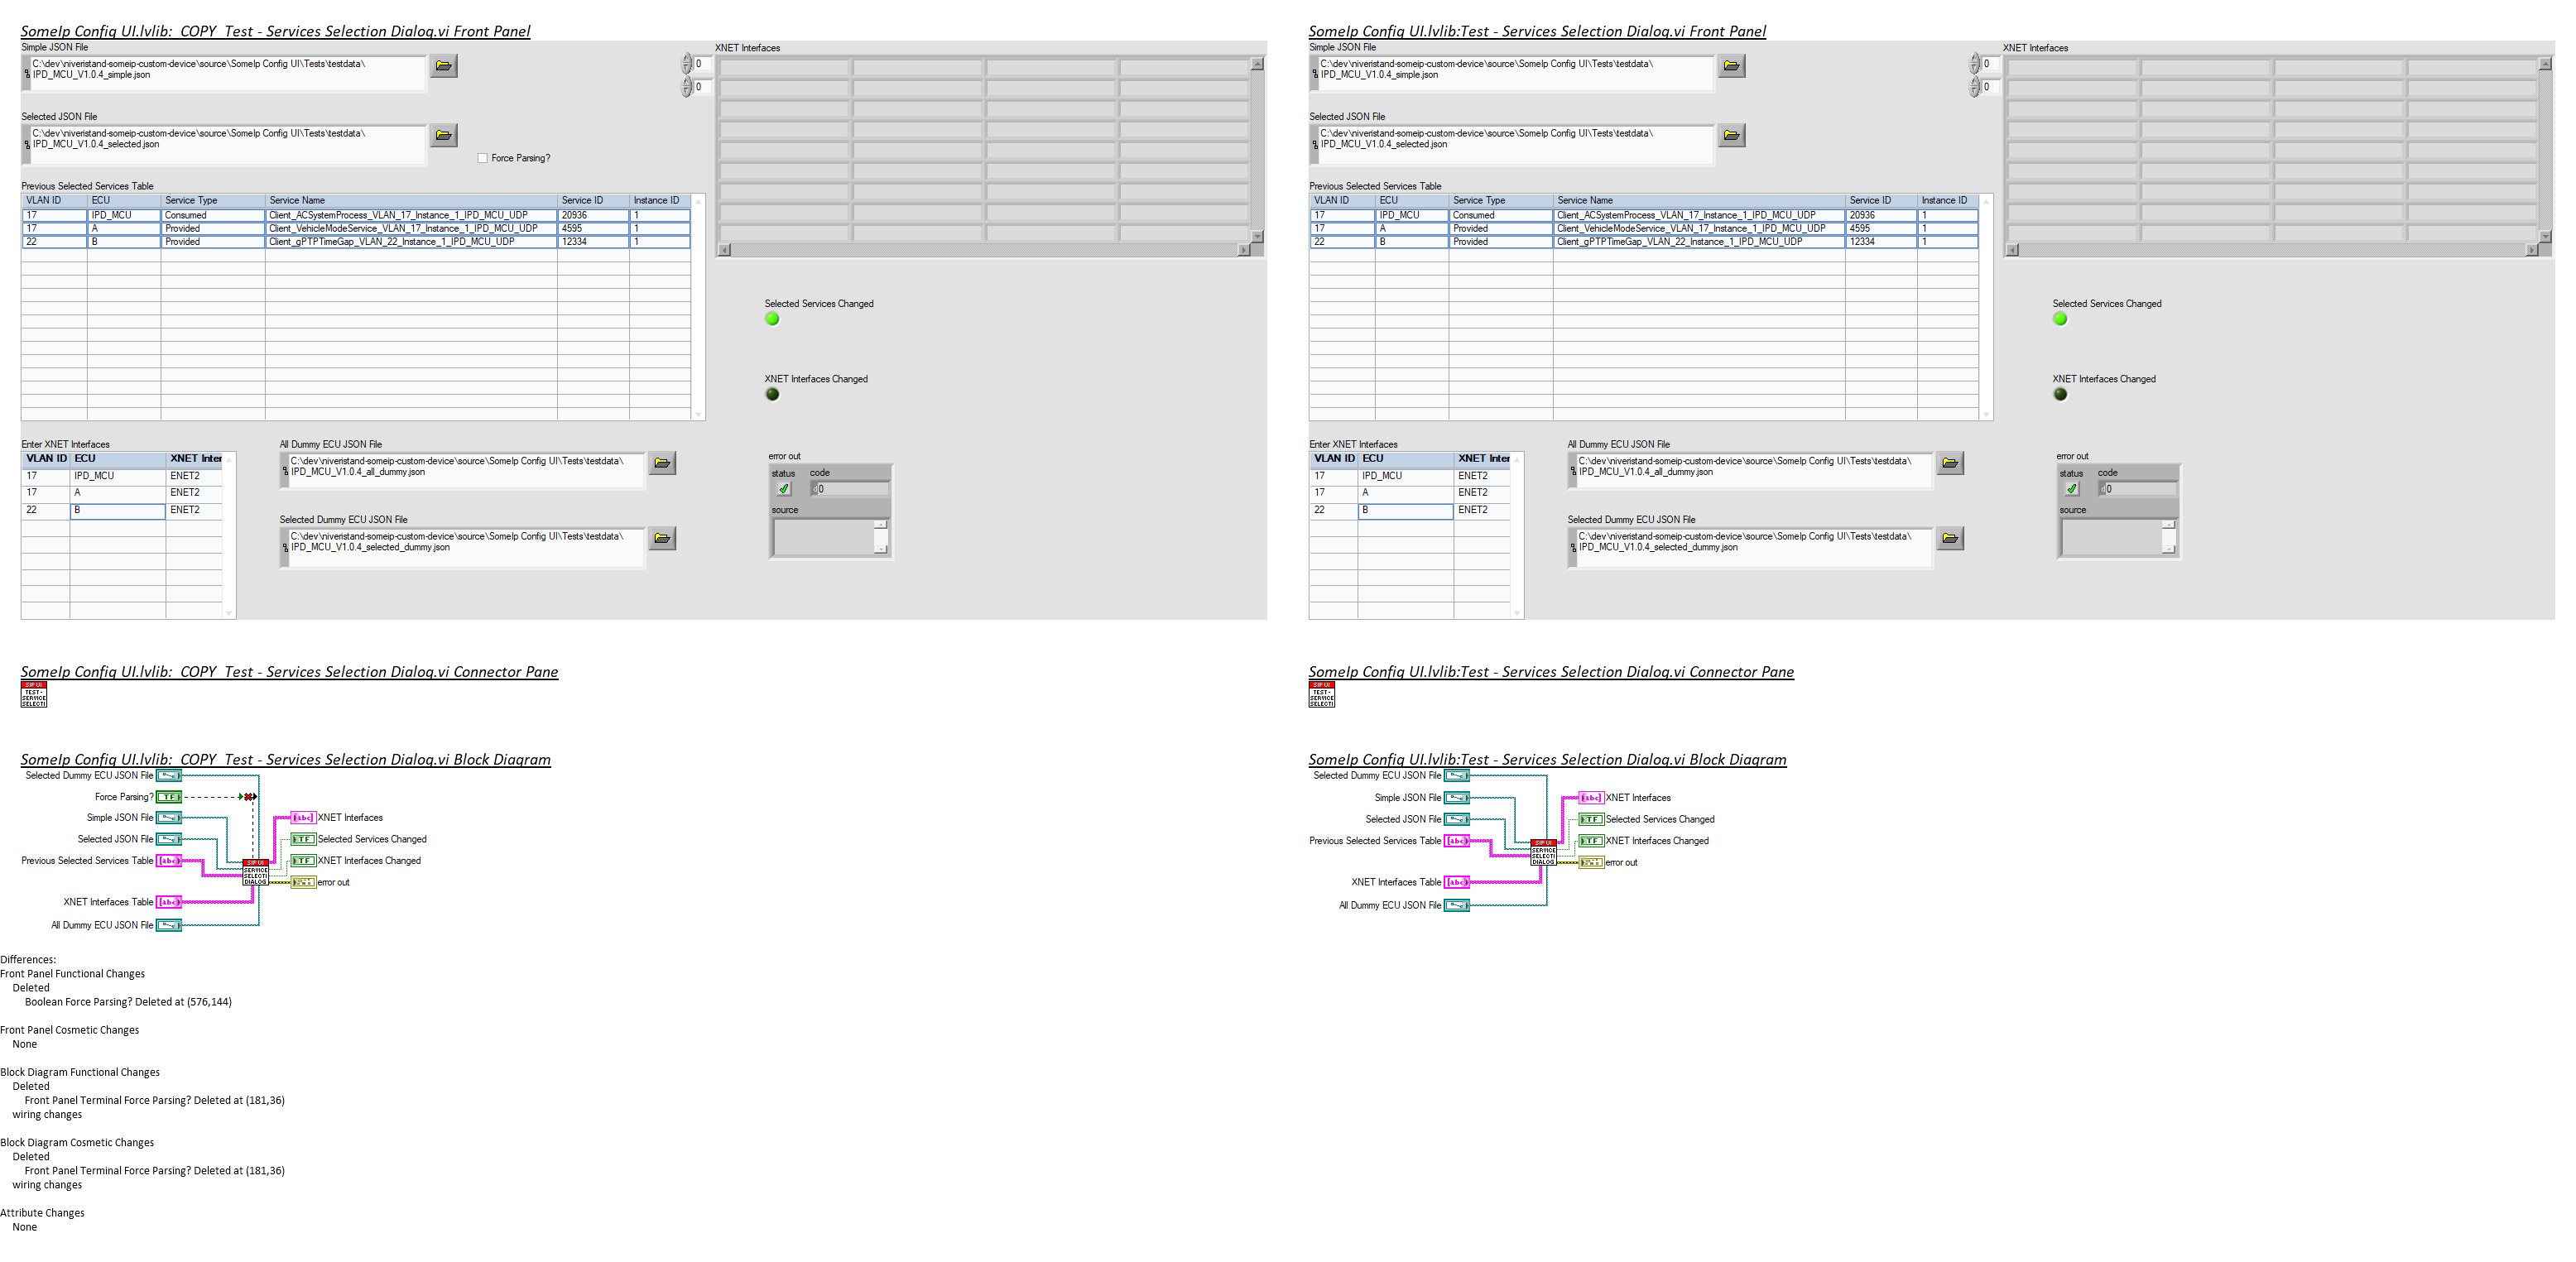 SomeIp Config UI.lvlib:_COPY_Test - Services Selection Dialog.vi Front Panel
Simple JSON File
C:\dev\niveristand-someip-custom-device\source\SomeIp Config UI\Tests\testdata\
IPD_MCU_V1.0.4_simple.json
0
0
XNET Interfaces
Selected JSON File
C:\dev\niveristand-someip-custom-device\source\SomeIp Config UI\Tests\testdata\
IPD_MCU_V1.0.4_selected.json
Force Parsing?
Previous Selected Services Table
VLAN ID ECU Service Type Service Name Service ID Instance ID
17 IPD_MCU Consumed Client_ACSystemProcess_VLAN_17_Instance_1_IPD_MCU_UDP 20936 1
17 A Provided Client_VehicleModeService_VLAN_17_Instance_1_IPD_MCU_UDP 4595 1
22 B Provided Client_gPTPTimeGap_VLAN_22_Instance_1_IPD_MCU_UDP 12334 1
Selected Services Changed
XNET Interfaces Changed
Enter XNET Interfaces
VLAN ID ECU XNET Inter
17 IPD_MCU ENET2
17 A ENET2
22 B ENET2
All Dummy ECU JSON File
C:\dev\niveristand-someip-custom-device\source\SomeIp Config UI\Tests\testdata\
IPD_MCU_V1.0.4_all_dummy.json
Selected Dummy ECU JSON File
C:\dev\niveristand-someip-custom-device\source\SomeIp Config UI\Tests\testdata\
IPD_MCU_V1.0.4_selected_dummy.json
error out
status code
0
source
SomeIp Config UI.lvlib:Test - Services Selection Dialog.vi Front Panel
Simple JSON File
C:\dev\niveristand-someip-custom-device\source\SomeIp Config UI\Tests\testdata\
IPD_MCU_V1.0.4_simple.json
0
0
XNET Interfaces
Selected JSON File
C:\dev\niveristand-someip-custom-device\source\SomeIp Config UI\Tests\testdata\
IPD_MCU_V1.0.4_selected.json
Previous Selected Services Table
VLAN ID ECU Service Type Service Name Service ID Instance ID
17 IPD_MCU Consumed Client_ACSystemProcess_VLAN_17_Instance_1_IPD_MCU_UDP 20936 1
17 A Provided Client_VehicleModeService_VLAN_17_Instance_1_IPD_MCU_UDP 4595 1
22 B Provided Client_gPTPTimeGap_VLAN_22_Instance_1_IPD_MCU_UDP 12334 1
Selected Services Changed
XNET Interfaces Changed
Enter XNET Interfaces
VLAN ID ECU XNET Inter
17 IPD_MCU ENET2
17 A ENET2
22 B ENET2
All Dummy ECU JSON File
C:\dev\niveristand-someip-custom-device\source\SomeIp Config UI\Tests\testdata\
IPD_MCU_V1.0.4_all_dummy.json
Selected Dummy ECU JSON File
C:\dev\niveristand-someip-custom-device\source\SomeIp Config UI\Tests\testdata\
IPD_MCU_V1.0.4_selected_dummy.json
error out
status code
0
source
SomeIp Config UI.lvlib:_COPY_Test - Services Selection Dialog.vi Connector Pane
SIP UI
TEST -
SERVICE
SELECTI
SomeIp Config UI.lvlib:Test - Services Selection Dialog.vi Connector Pane
SIP UI
TEST -
SERVICE
SELECTI
SomeIp Config UI.lvlib:_COPY_Test - Services Selection Dialog.vi Block Diagram
Selected Dummy ECU JSON File
Force Parsing? TF
Simple JSON File
Selected JSON File
Previous Selected Services Table abc
XNET Interfaces Table abc
All Dummy ECU JSON File
SIP UI
SERVICE
SELECTI
DIALOG
abc XNET Interfaces
TF Selected Services Changed
TF XNET Interfaces Changed
error out
SomeIp Config UI.lvlib:Test - Services Selection Dialog.vi Block Diagram
Selected Dummy ECU JSON File
Simple JSON File
Selected JSON File
Previous Selected Services Table abc
XNET Interfaces Table abc
All Dummy ECU JSON File
SIP UI
SERVICE
SELECTI
DIALOG
abc XNET Interfaces
TF Selected Services Changed
TF XNET Interfaces Changed
error out
Differences:
Front Panel Functional Changes
Deleted
Boolean Force Parsing? Deleted at (576,144)
Front Panel Cosmetic Changes
None
Block Diagram Functional Changes
Deleted
Front Panel Terminal Force Parsing? Deleted at (181,36)
wiring changes
Block Diagram Cosmetic Changes
Deleted
Front Panel Terminal Force Parsing? Deleted at (181,36)
wiring changes
Attribute Changes
None